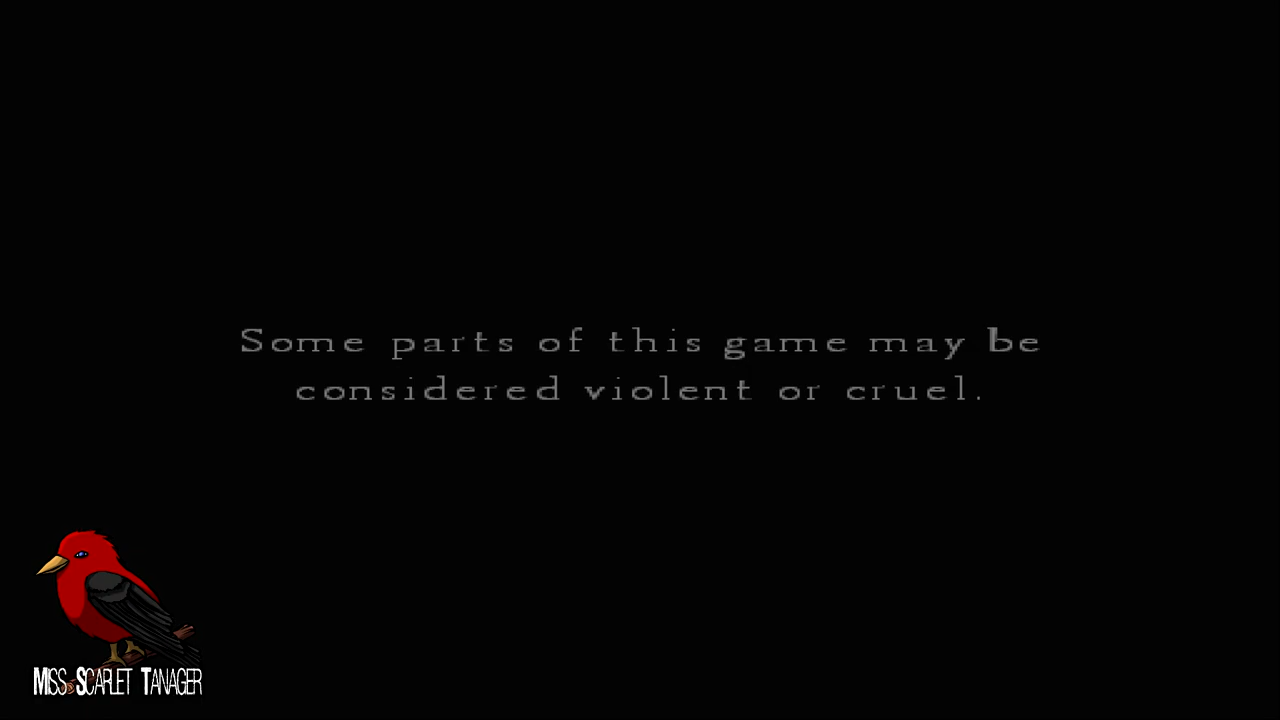 Some parts of this game may be
considered violent or cruel.
MISS SCARLET TANAGER